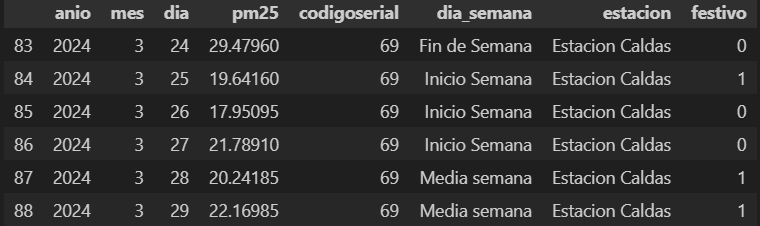 anio mes dia pm25 codigoserial dia_semana estacion festivo
83 2024 3 24 29.47960 69 Fin de Semana Estacion Caldas 0
84 2024 3 25 19.64160 69 Inicio Semana Estacion Caldas 1
85 2024 3 26 17.95095 69 Inicio Semana Estacion Caldas 0
86 2024 3 27 21.78910 69 Inicio Semana Estacion Caldas 0
87 2024 3 28 20.24185 69 Media semana Estacion Caldas 1
88 2024 3 29 22.16985 69 Media semana Estacion Caldas 1